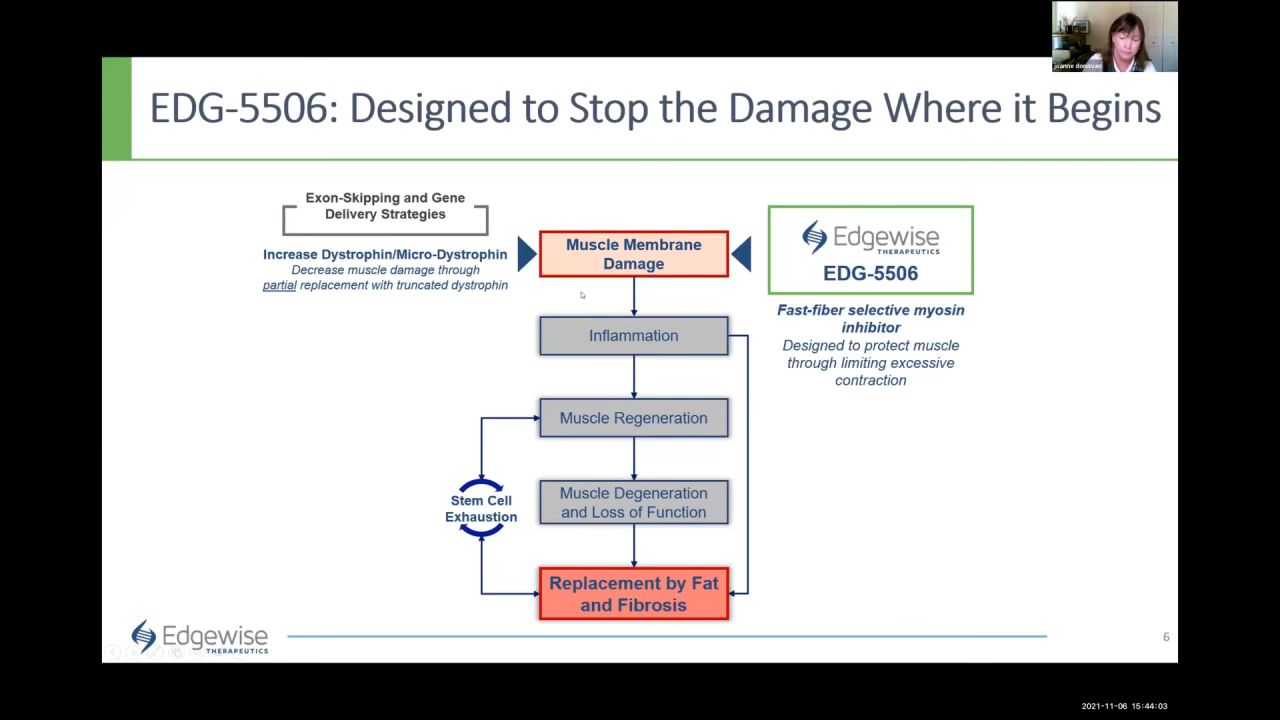 joanne donovan
EDG-5506: Designed to Stop the Damage Where it Begins
Exon-Skipping and Gene
Delivery Strategies
Increase Dystrophin/Micro-Dystrophin
Decrease muscle damage through
partial replacement with truncated dystrophin
Muscle Membrane
Damage
Edgewise
THERAPEUTICS
EDG-5506
Fast-fiber selective myosin
inhibitor
Designed to protect muscle
through limiting excessive
contraction
Inflammation
Muscle Regeneration
Stem Cell
Exhaustion
Muscle Degeneration
and Loss of Function
Replacement by Fat
and Fibrosis
Edgewise
THERAPEUTICS
6
2021-11-06 15:44:03